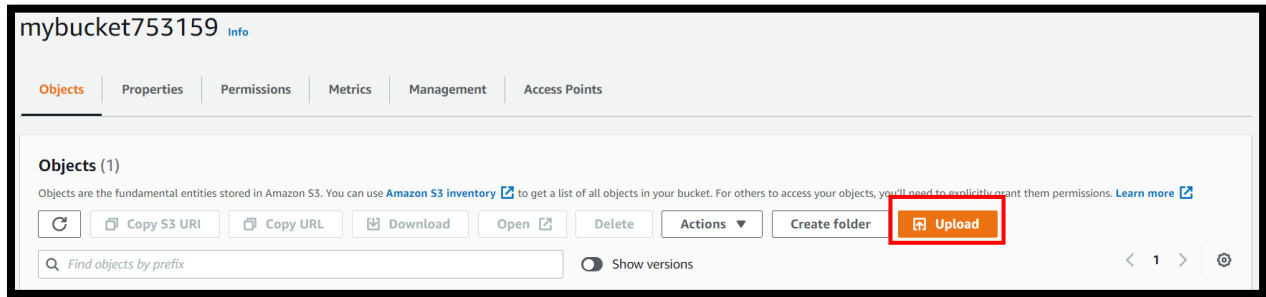 mybucket753159 Info
Objects Properties Permissions Metrics Management Access Points
Objects (1)
Objects are the fundamental entities stored in Amazon S3. You can use Amazon S3 inventory to get a list of all objects in your bucket. For others to access your objects, you'll need to explicitly grant them permissions. Learn more
Copy S3 URI Copy URL Download Open Delete Actions Create folder Upload
Find objects by prefix Show versions 1